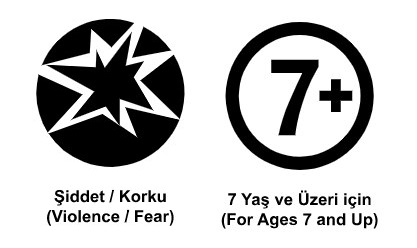 7+
Şiddet / Korku
(Violence / Fear)
7 Yaş ve Üzeri için
(For Ages 7 and Up)